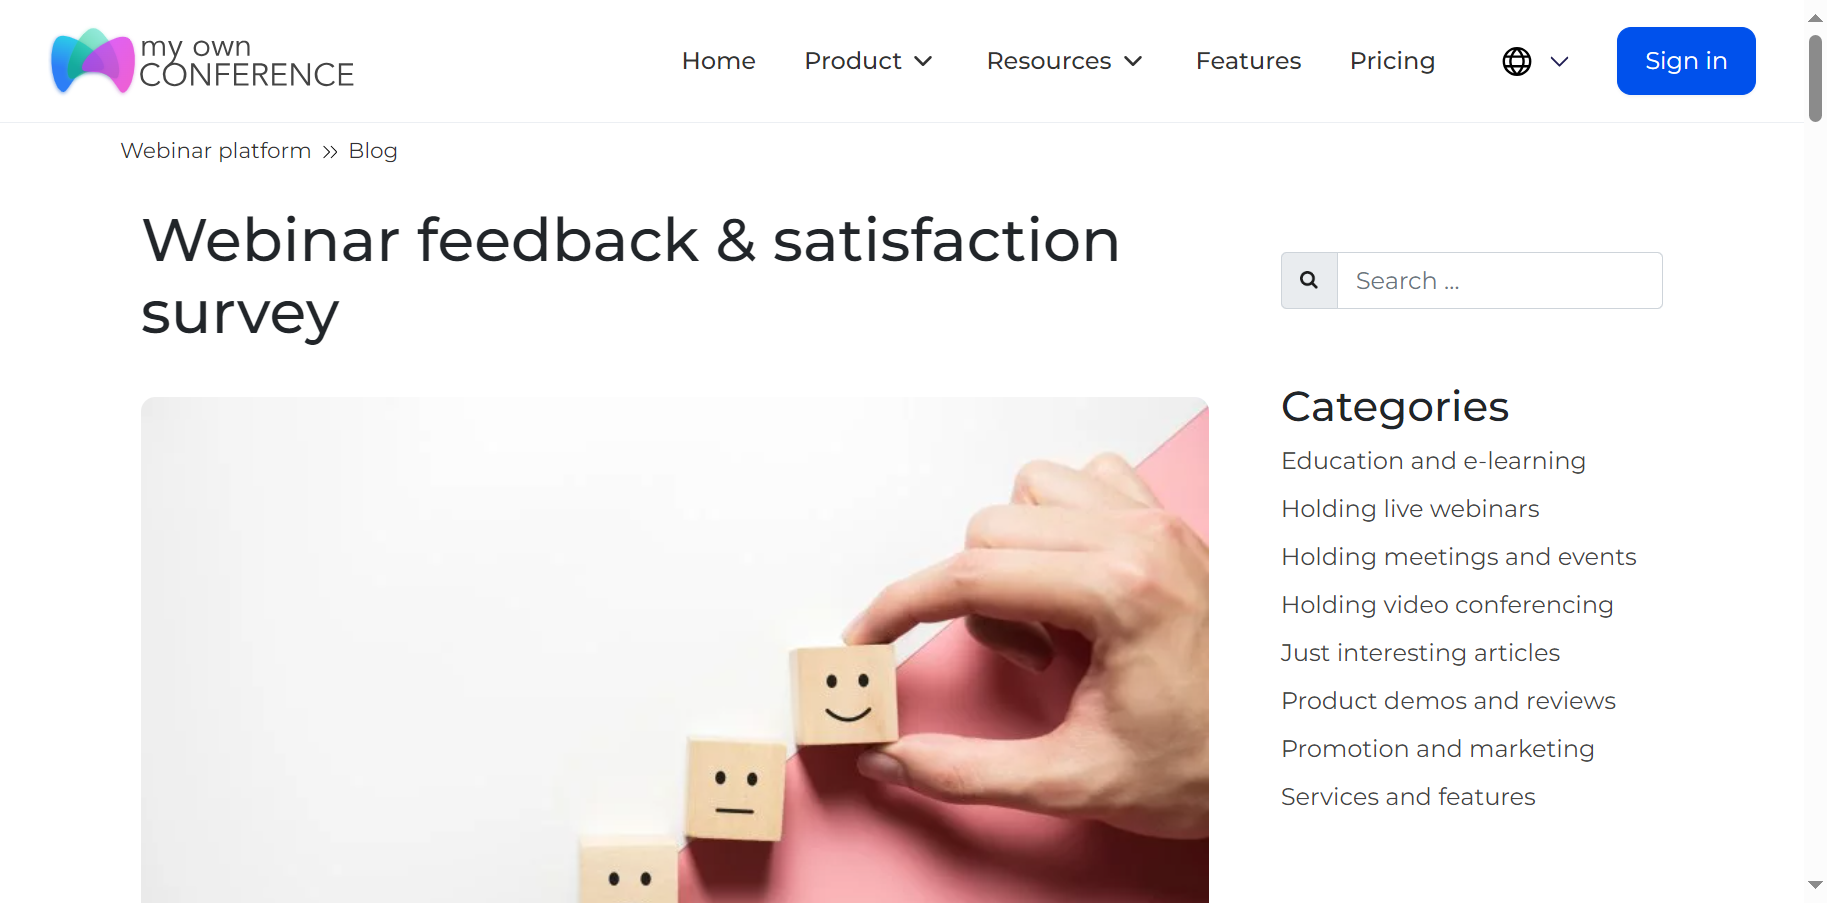 my own
CONFERENCE
Home
Product
Resources
Features
Pricing
Sign in
Webinar platform » Blog
Webinar feedback & satisfaction
survey
Search ...
Categories
Education and e-learning
Holding live webinars
Holding meetings and events
Holding video conferencing
Just interesting articles
Product demos and reviews
Promotion and marketing
Services and features